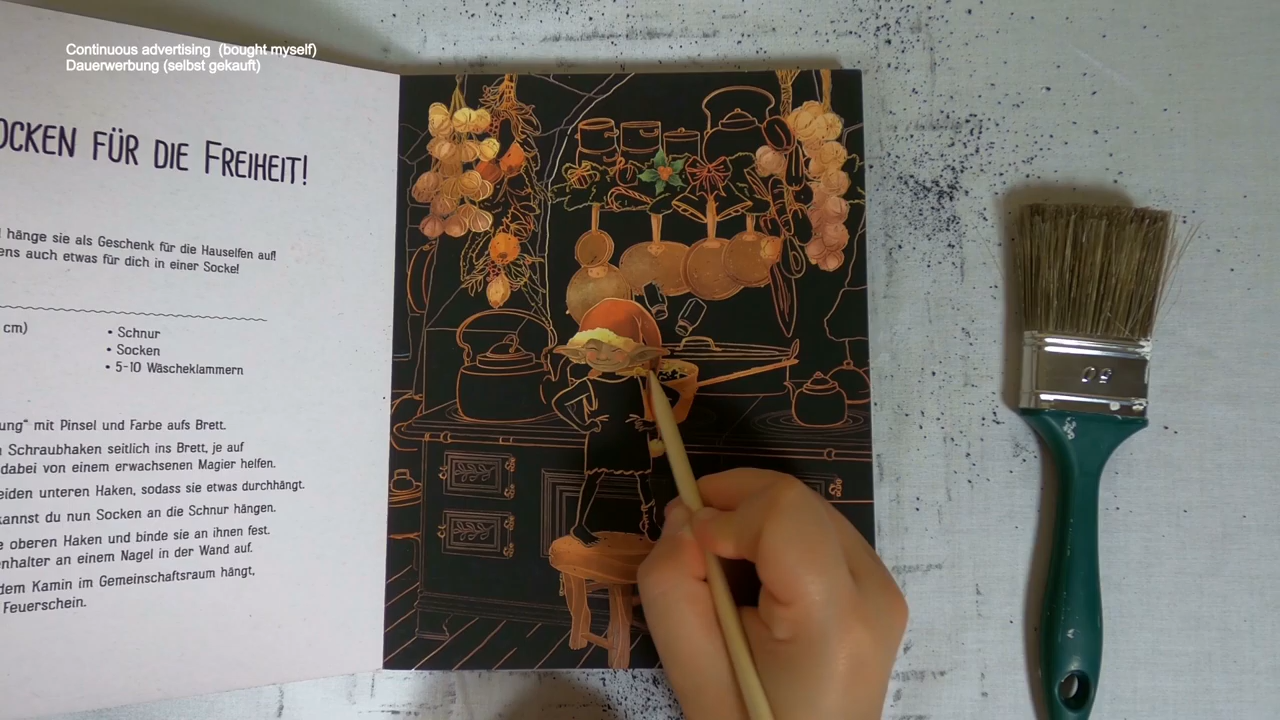 Continuous advertising (bought myself)
Dauerwerbung (selbst gekauft)
OCKEN FÜR DIE FREIHEIT!
hänge sie als Geschenk für die Hauselfen auf!
ens auch etwas für dich in einer Socke!
cm)
• Schnur
• Socken
• 5-10 Wäscheklammern
ung“ mit Pinsel und Farbe aufs Brett.
Schraubhaken seitlich ins Brett, je auf
dabei von einem erwachsenen Magier helfen.
eiden unteren Haken, sodass sie etwas durchhängt.
kannst du nun Socken an die Schnur hängen.
e oberen Haken und binde sie an ihnen fest.
enhalter an einem Nagel in der Wand auf.
dem Kamin im Gemeinschaftsraum hängt,
Feuerschein.
50